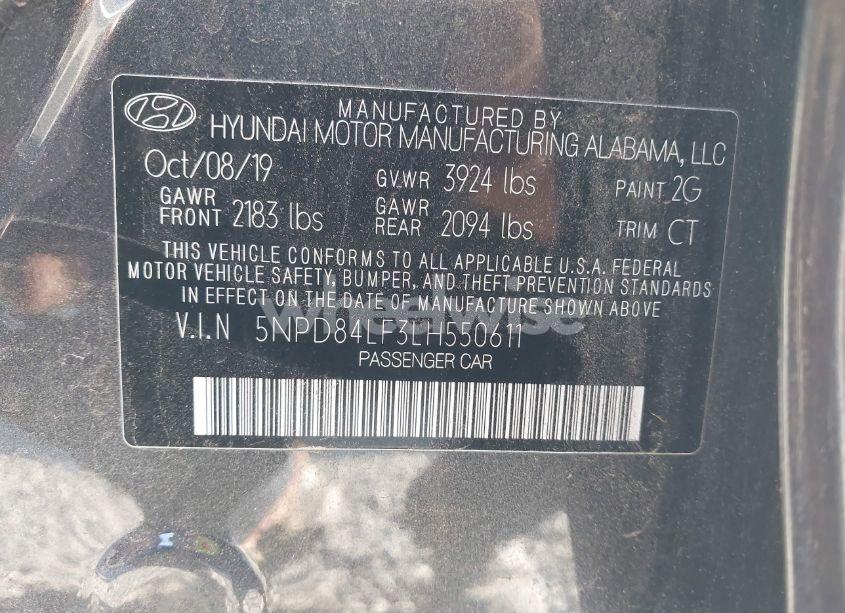 MANUFACTURED BY
HYUNDAI MOTOR MANUFACTURING ALABAMA, LLC
Oct/08/19 GVWR 3924 lbs PAINT 2G
GAWR FRONT 2183 lbs GAWR REAR 2094 lbs TRIM CT
THIS VEHICLE CONFORMS TO ALL APPLICABLE U.S.A. FEDERAL
MOTOR VEHICLE SAFETY, BUMPER, AND THEFT PREVENTION STANDARDS
IN EFFECT ON THE DATE OF MANUFACTURE SHOWN ABOVE
V.I.N 5NPD84LF3LH550611
wheelwise
PASSENGER CAR